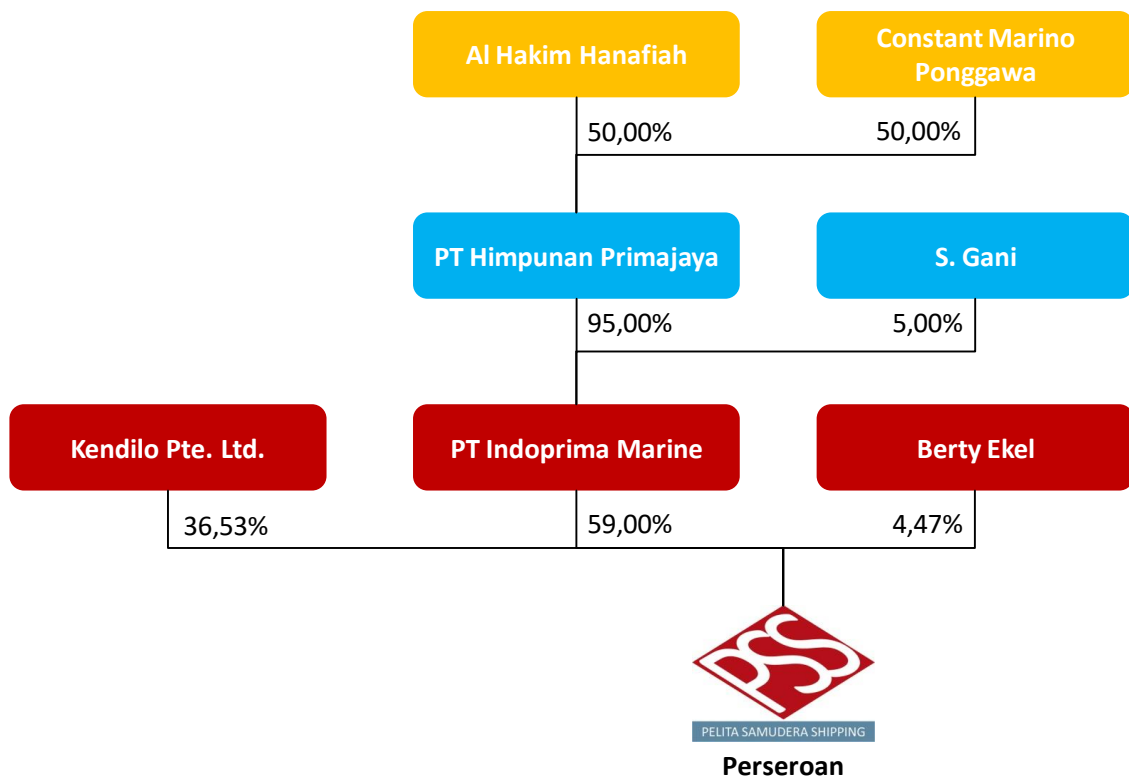 Al Hakim Hanafiah
Constant Marino
Ponggawa
50,00%
50,00%
PT Himpunan Primajaya
S. Gani
95,00%
5,00%
Kendilo Pte. Ltd.
PT Indoprima Marine
Berty Ekel
36,53%
59,00%
4,47%
PSS
PELITA SAMUDERA SHIPPING
Perseroan